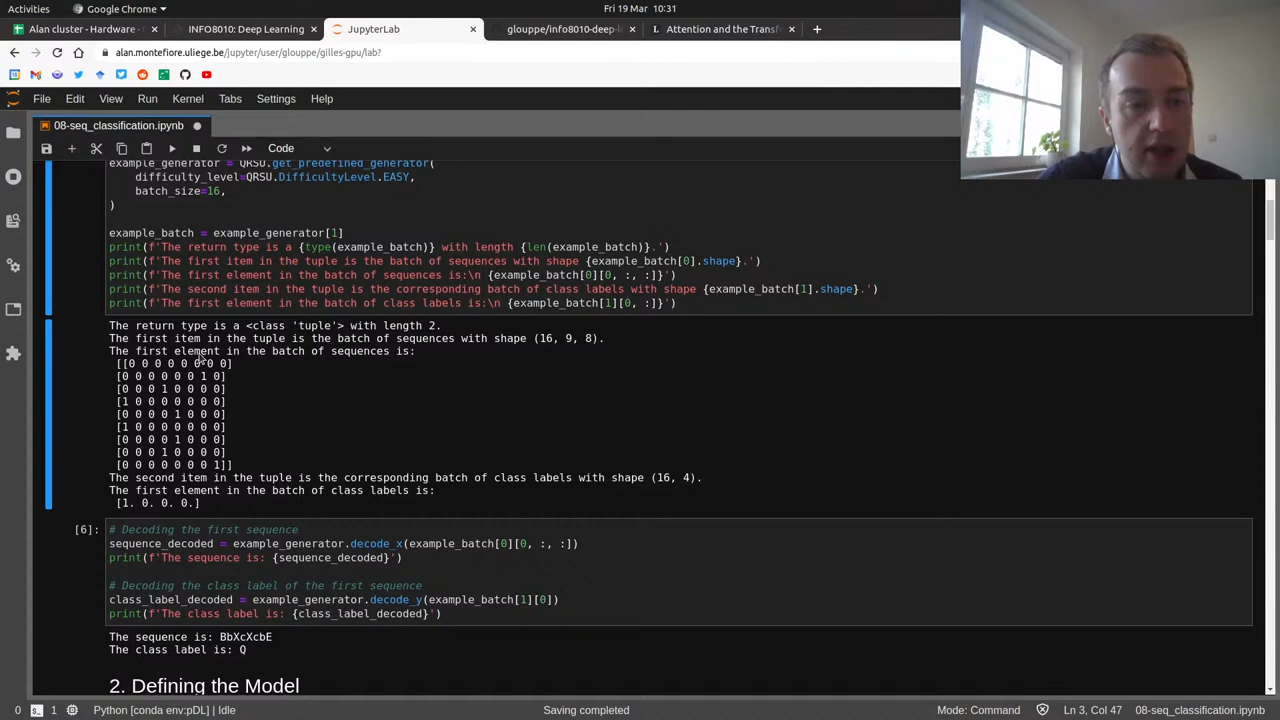 Activities
Google Chrome
Fri 19 Mar 10:31
Alan cluster - Hardware -
INFO8010: Deep Learning
JupyterLab
glouppe/info8010-deep-l
Attention and the Transf
alan.montefiore.uliege.be/jupyter/user/glouppe/gilles-gpu/lab?
File Edit View Run Kernel Tabs Settings Help
08-seq_classification.ipynb
Code
example_generator = QRSU.get_predefined_generator(
difficulty_level=QRSU.DifficultyLevel.EASY,
batch_size=16,
)
example_batch = example_generator[1]
print(f'The return type is a {type(example_batch)} with length {len(example_batch)}.')
print(f'The first item in the tuple is the batch of sequences with shape {example_batch[0].shape}.')
print(f'The first element in the batch of sequences is:\n {example_batch[0][0, :, :]}')
print(f'The second item in the tuple is the corresponding batch of class labels with shape {example_batch[1].shape}.')
print(f'The first element in the batch of class labels is:\n {example_batch[1][0, :]}')
The return type is a <class 'tuple'> with length 2.
The first item in the tuple is the batch of sequences with shape (16, 9, 8).
The first element in the batch of sequences is:
[[0 0 0 0 0 0 0 0]
[0 0 0 0 0 0 1 0]
[0 0 0 1 0 0 0 0]
[1 0 0 0 0 0 0 0]
[0 0 0 0 1 0 0 0]
[1 0 0 0 0 0 0 0]
[0 0 0 0 1 0 0 0]
[0 0 0 1 0 0 0 0]
[0 0 0 0 0 0 0 1]]
The second item in the tuple is the corresponding batch of class labels with shape (16, 4).
The first element in the batch of class labels is:
[1. 0. 0. 0.]
[6]:
# Decoding the first sequence
sequence_decoded = example_generator.decode_x(example_batch[0][0, :, :])
print(f'The sequence is: {sequence_decoded}')
# Decoding the class label of the first sequence
class_label_decoded = example_generator.decode_y(example_batch[1][0])
print(f'The class label is: {class_label_decoded}')
The sequence is: BbXcXcbE
The class label is: Q
2. Defining the Model
0 1 Python [conda env:pDL] | Idle
Saving completed
Mode: Command
Ln 3, Col 47
08-seq_classification.ipynb